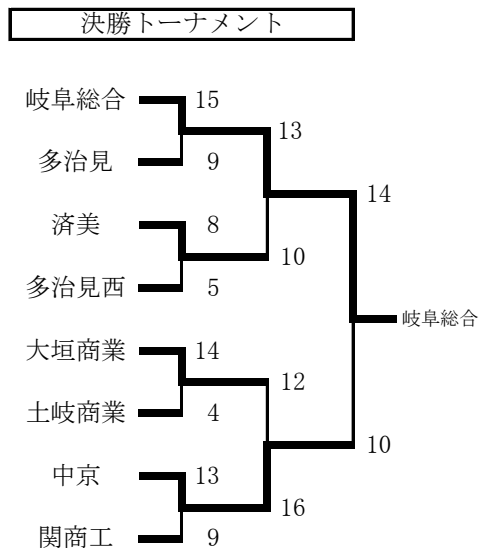 決勝トーナメント
岐阜総合 15
13
多治見 9
14
済美 8
10
多治見西 5
岐阜総合
大垣商業 14
12
土岐商業 4
10
中京 13
16
関商工 9